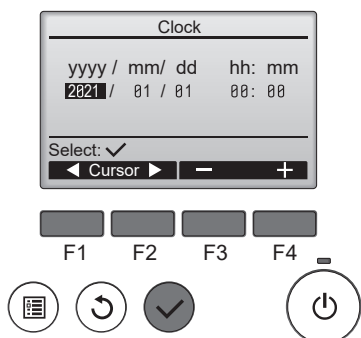 Clock
yyyy / mm/ dd hh: mm
2021 / 01 / 01 00: 00
Select: ✓
◀ Cursor ▶ − +
F1 F2 F3 F4